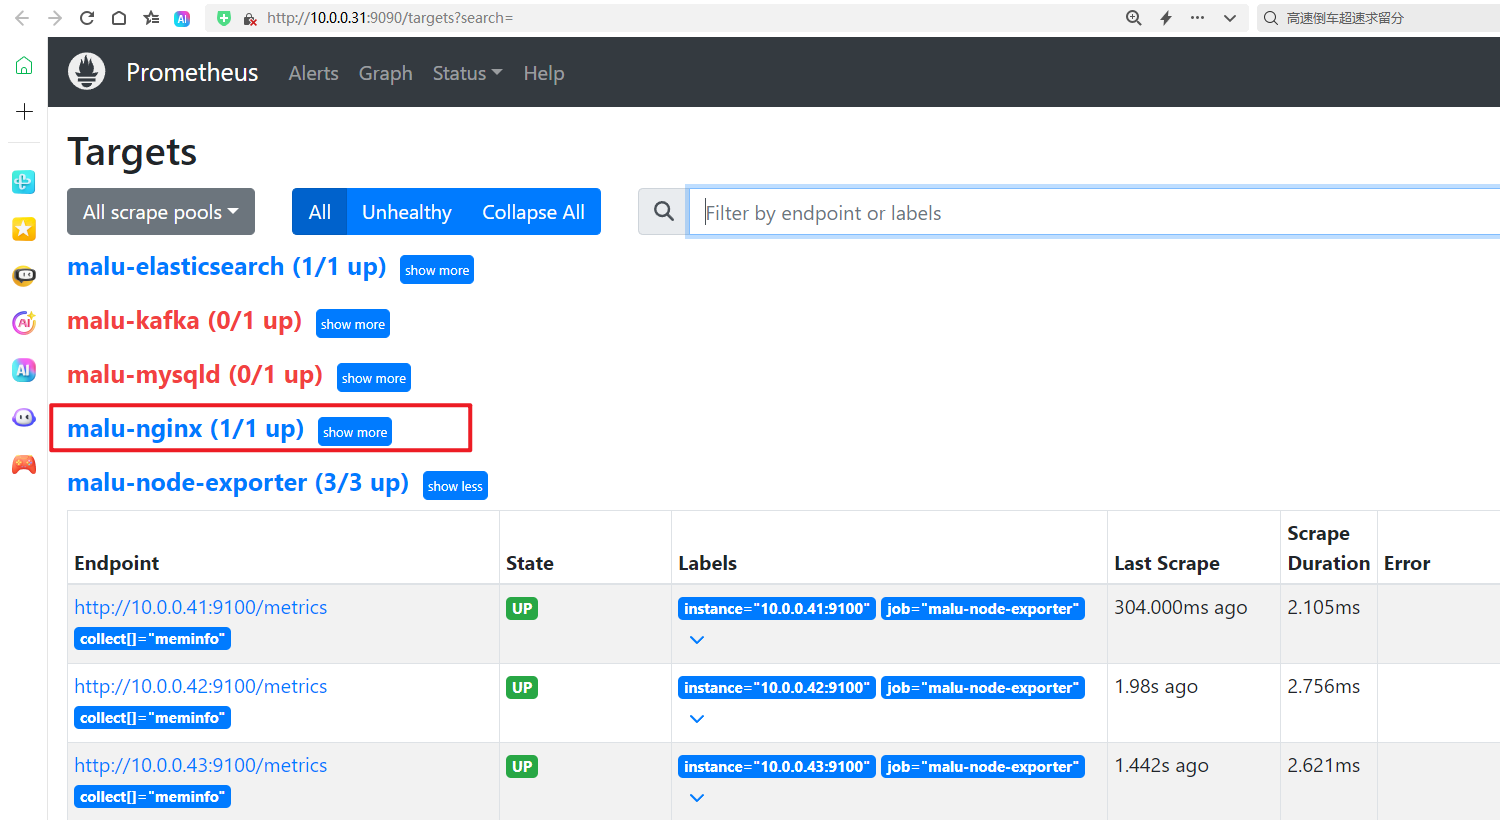 http://10.0.0.31:9090/targets?search=
高速倒车超速求留分
Prometheus Alerts Graph Status Help
Targets
All scrape pools All Unhealthy Collapse All Filter by endpoint or labels
malu-elasticsearch (1/1 up) show more
malu-kafka (0/1 up) show more
malu-mysqld (0/1 up) show more
malu-nginx (1/1 up) show more
malu-node-exporter (3/3 up) show less
Endpoint State Labels Last Scrape Scrape Duration Error
http://10.0.0.41:9100/metrics UP instance="10.0.0.41:9100" job="malu-node-exporter" 304.000ms ago 2.105ms
collect[]="meminfo"
http://10.0.0.42:9100/metrics UP instance="10.0.0.42:9100" job="malu-node-exporter" 1.98s ago 2.756ms
collect[]="meminfo"
http://10.0.0.43:9100/metrics UP instance="10.0.0.43:9100" job="malu-node-exporter" 1.442s ago 2.621ms
collect[]="meminfo"